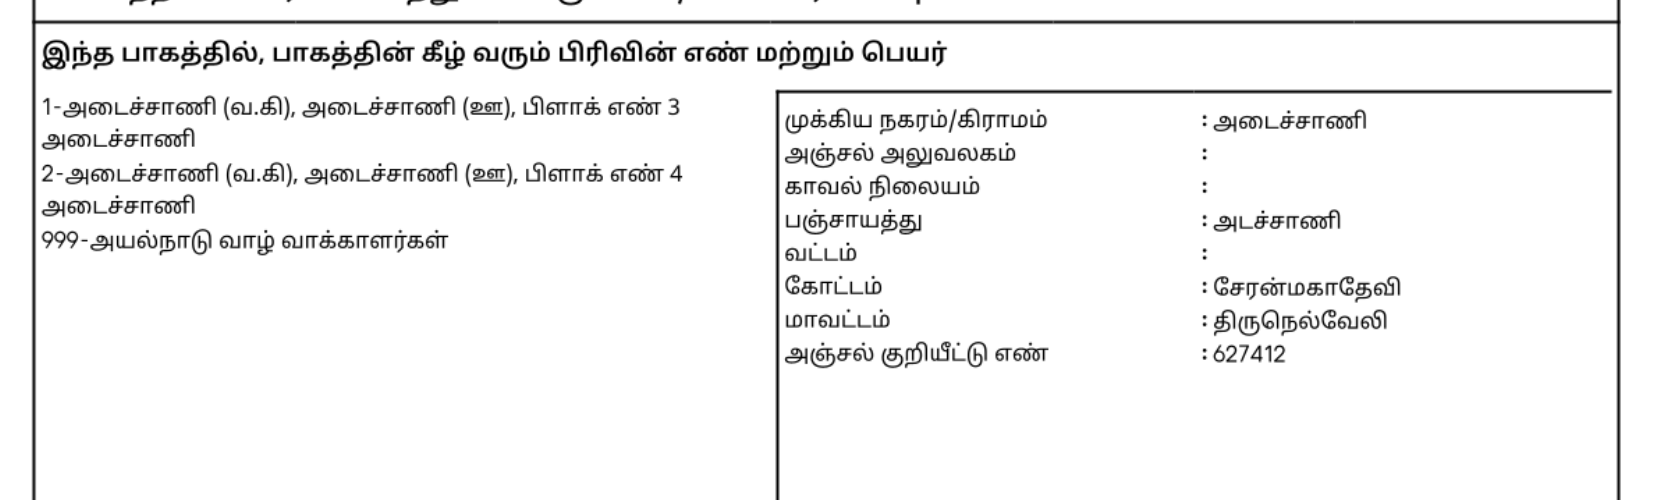 இந்த பாகத்தில், பாகத்தின் கீழ் வரும் பிரிவின் எண் மற்றும் பெயர்
1-அடைச்சாணி (வ.கி), அடைச்சாணி (ஊ), பிளாக் எண் 3
அடைச்சாணி
2-அடைச்சாணி (வ.கி), அடைச்சாணி (ஊ), பிளாக் எண் 4
அடைச்சாணி
999-அயல்நாடு வாழ் வாக்காளர்கள்
முக்கிய நகரம்/கிராமம் : அடைச்சாணி
அஞ்சல் அலுவலகம் :
காவல் நிலையம் :
பஞ்சாயத்து : அடச்சாணி
வட்டம் :
கோட்டம் : சேரன்மகாதேவி
மாவட்டம் : திருநெல்வேலி
அஞ்சல் குறியீட்டு எண் : 627412